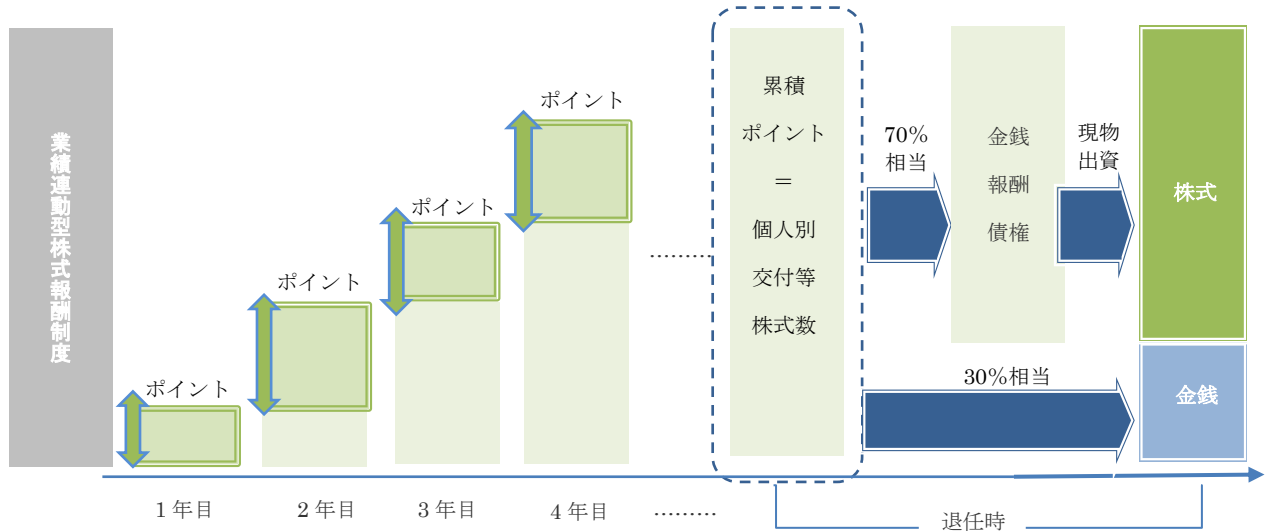 業績連動型株式報酬制度
ポイント
ポイント
ポイント
ポイント
………
累積
ポイント
＝
個人別
交付等
株式数
70%
相当
金銭
報酬
債権
現物
出資
株式
30%相当
金銭
1 年目
2 年目
3 年目
4 年目
………
退任時